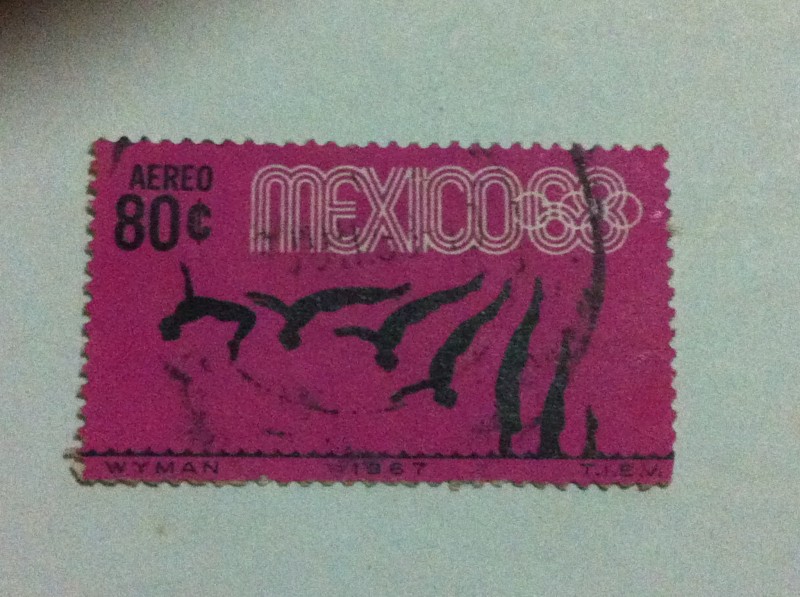 AEREO
80¢
MEXICO68
WYMAN 1967 T.I.E.V.